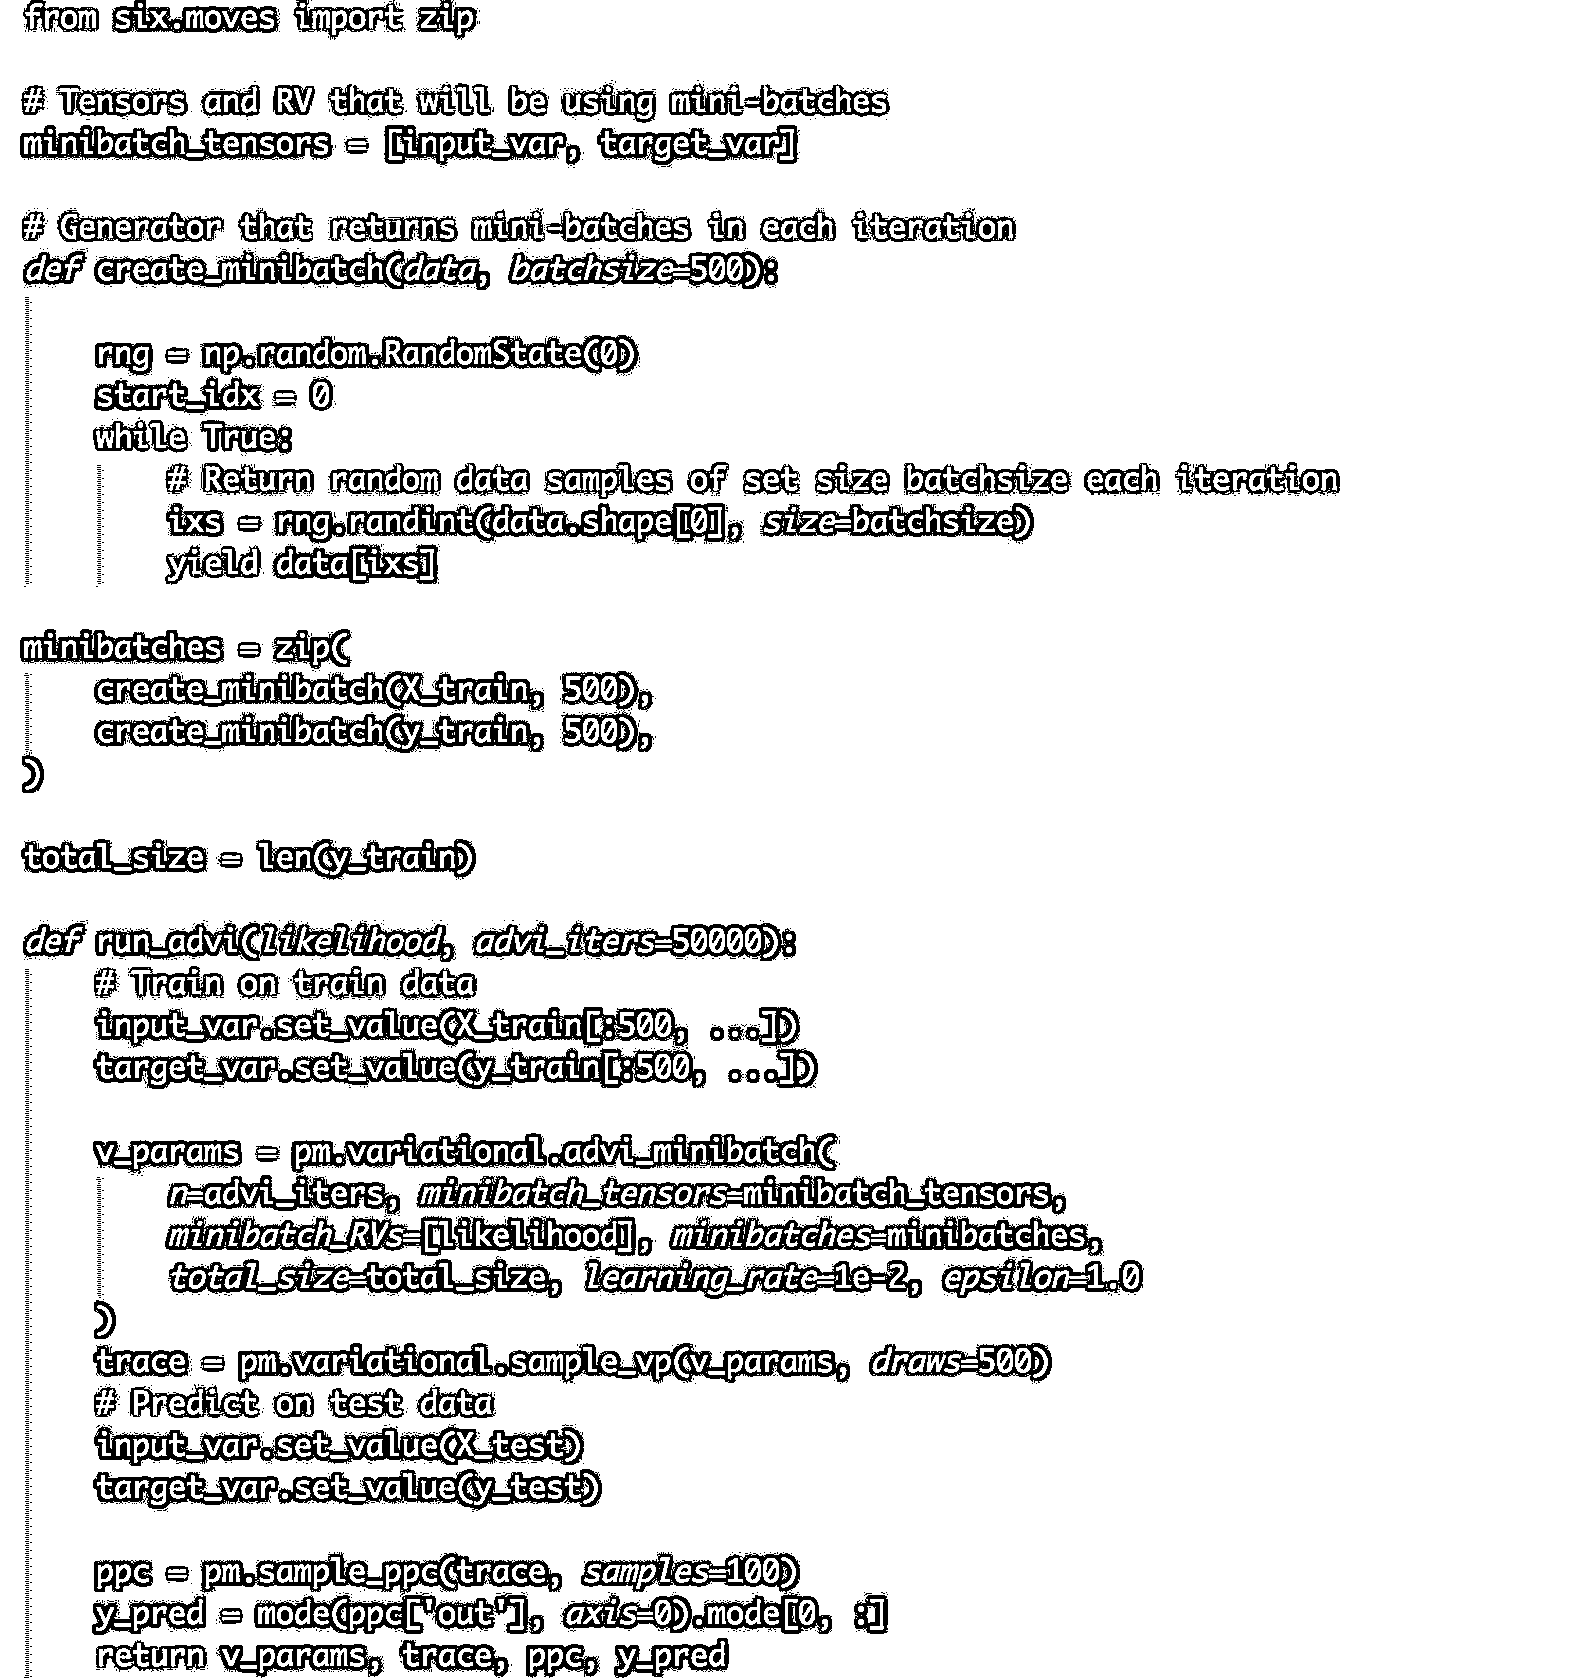 from six.moves import zip

# Tensors and RV that will be using mini-batches
minibatch_tensors = [input_var, target_var]

# Generator that returns mini-batches in each iteration
def create_minibatch(data, batchsize=500):

    rng = np.random.RandomState(0)
    start_idx = 0
    while True:
        # Return random data samples of set size batchsize each iteration
        ixs = rng.randint(data.shape[0], size=batchsize)
        yield data[ixs]

minibatches = zip(
    create_minibatch(X_train, 500),
    create_minibatch(y_train, 500),
)

total_size = len(y_train)

def run_advi(likelihood, advi_iters=50000):
    # Train on train data
    input_var.set_value(X_train[:500, ...])
    target_var.set_value(y_train[:500, ...])

    v_params = pm.variational.advi_minibatch(
        n=advi_iters, minibatch_tensors=minibatch_tensors,
        minibatch_RVs=[likelihood], minibatches=minibatches,
        total_size=total_size, learning_rate=1e-2, epsilon=1.0
    )
    trace = pm.variational.sample_vp(v_params, draws=500)
    # Predict on test data
    input_var.set_value(X_test)
    target_var.set_value(y_test)

    ppc = pm.sample_ppc(trace, samples=100)
    y_pred = mode(ppc['out'], axis=0).mode[0, :]
    return v_params, trace, ppc, y_pred